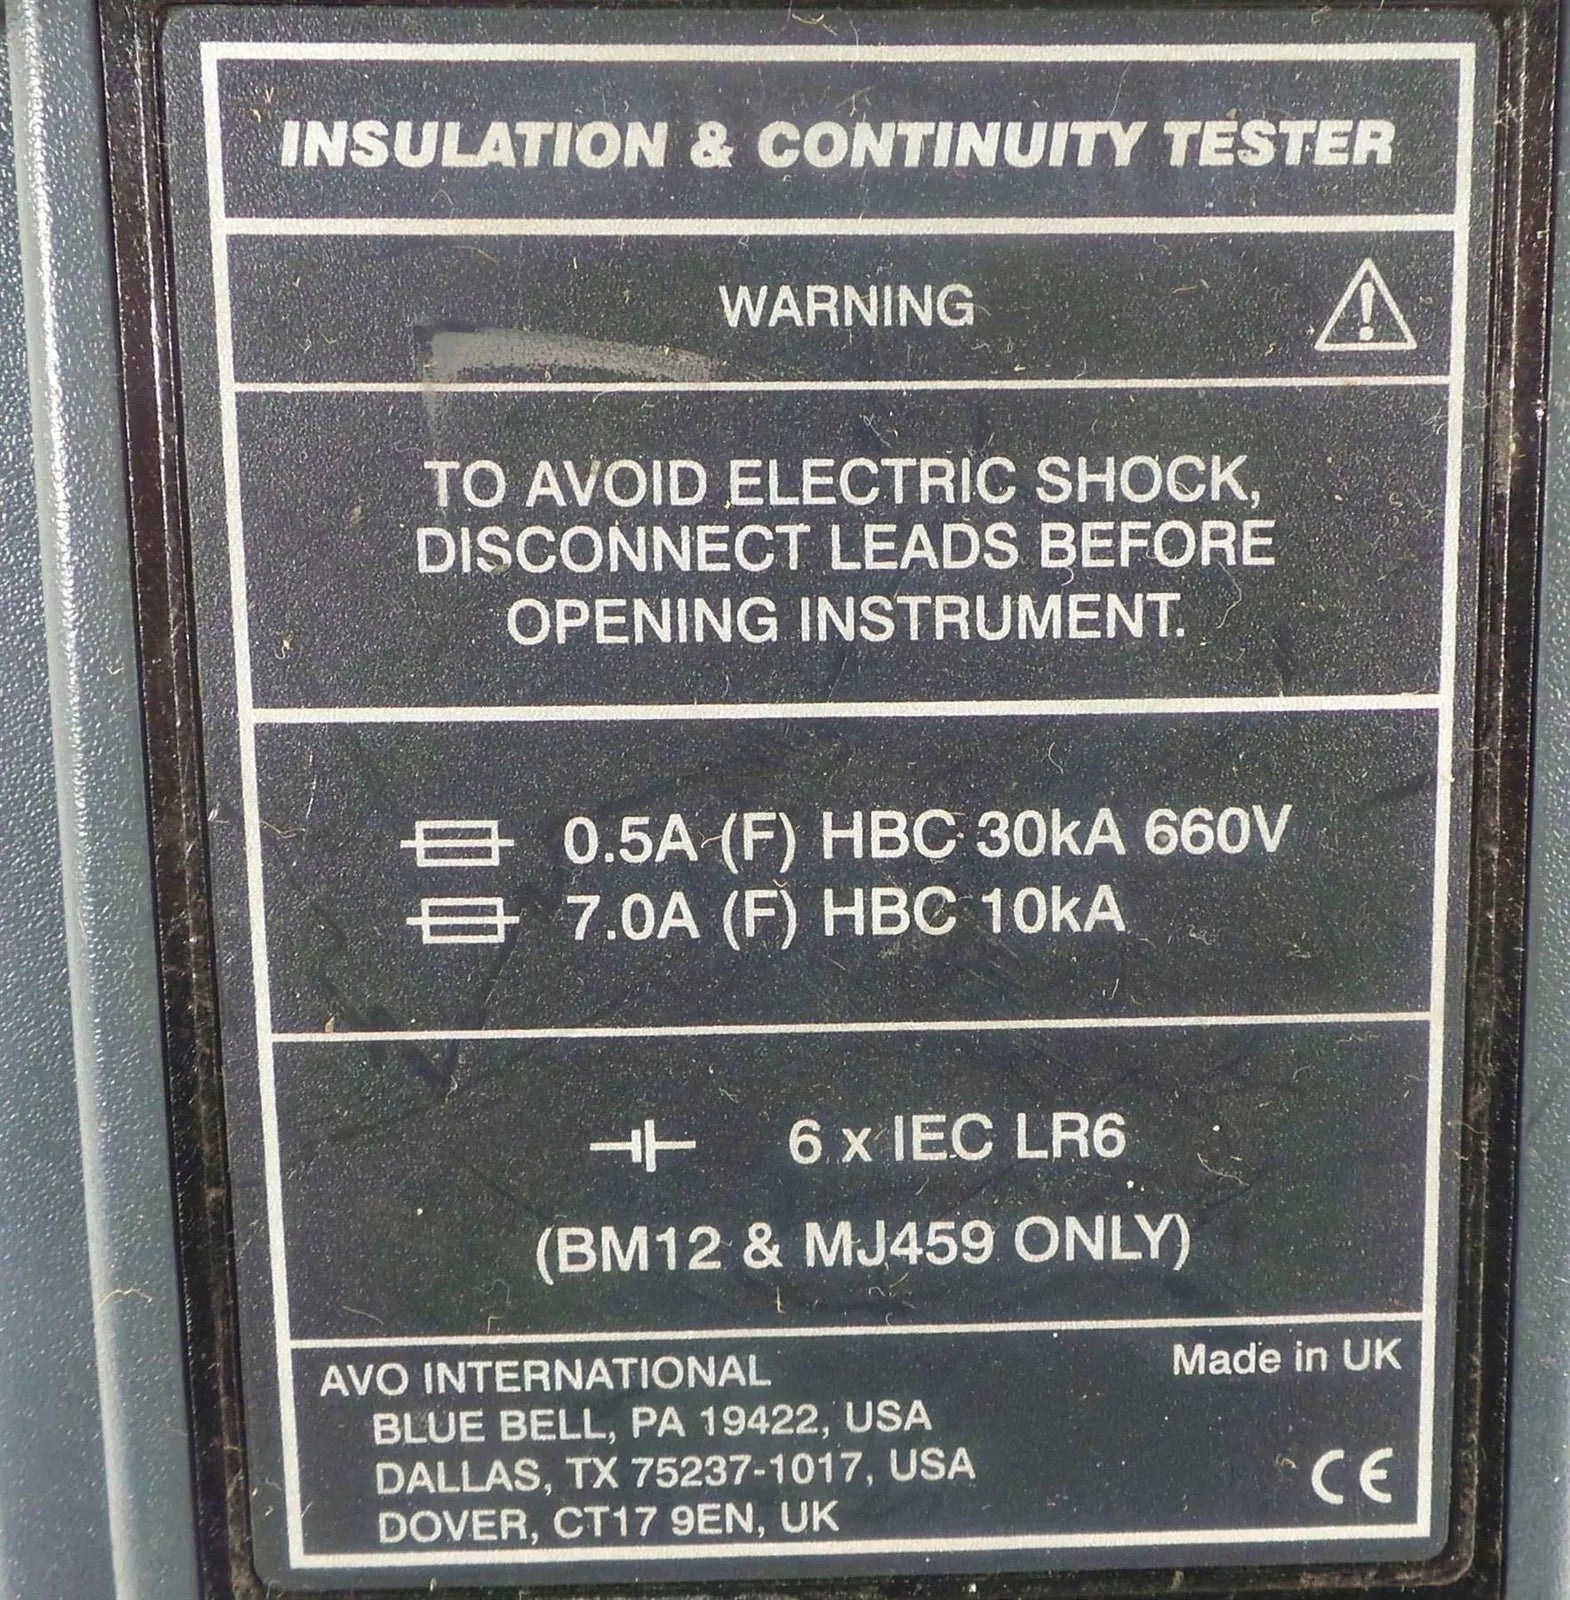 INSULATION & CONTINUITY TESTER
WARNING
TO AVOID ELECTRIC SHOCK,
DISCONNECT LEADS BEFORE
OPENING INSTRUMENT.
0.5A (F) HBC 30kA 660V
7.0A (F) HBC 10kA
6 x IEC LR6
(BM12 & MJ459 ONLY)
AVO INTERNATIONAL
Made in UK
BLUE BELL, PA 19422, USA
DALLAS, TX 75237-1017, USA
DOVER, CT17 9EN, UK
CE